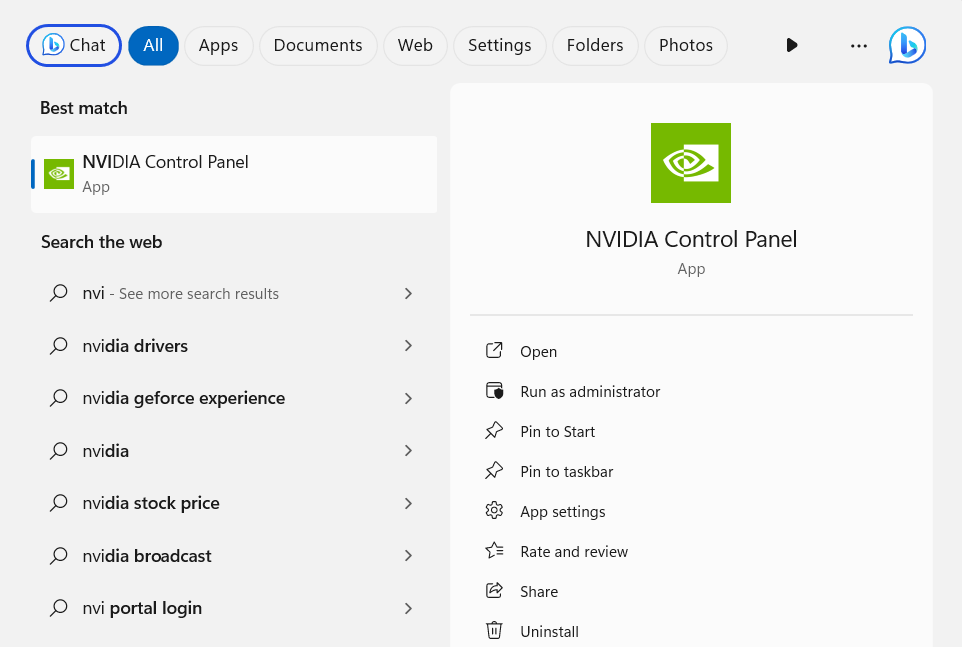 Chat All Apps Documents Web Settings Folders Photos
Best match
NVIDIA Control Panel
App
Search the web
nvi - See more search results
nvidia drivers
nvidia geforce experience
nvidia
nvidia stock price
nvidia broadcast
nvi portal login
NVIDIA Control Panel
App
Open
Run as administrator
Pin to Start
Pin to taskbar
App settings
Rate and review
Share
Uninstall